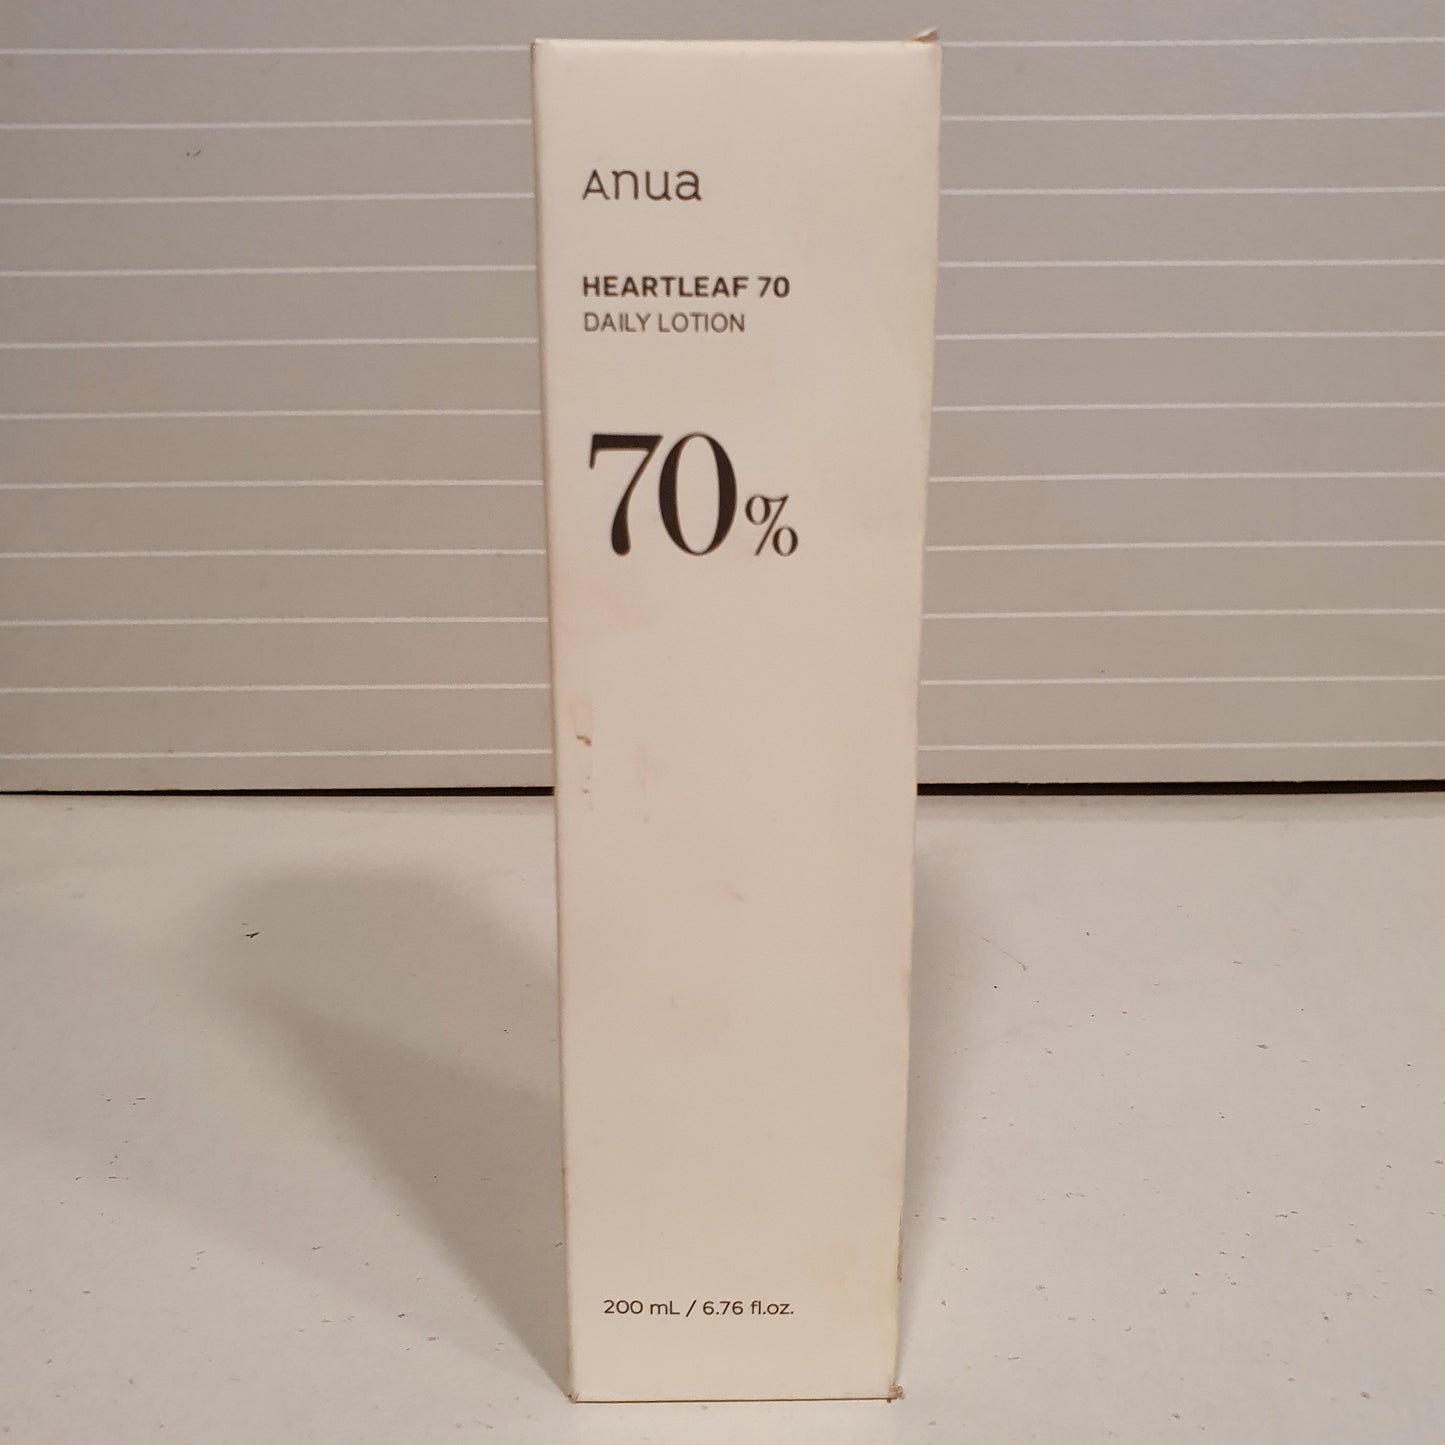 Anua
HEARTLEAF 70
DAILY LOTION
70%
200 mL / 6.76 fl.oz.